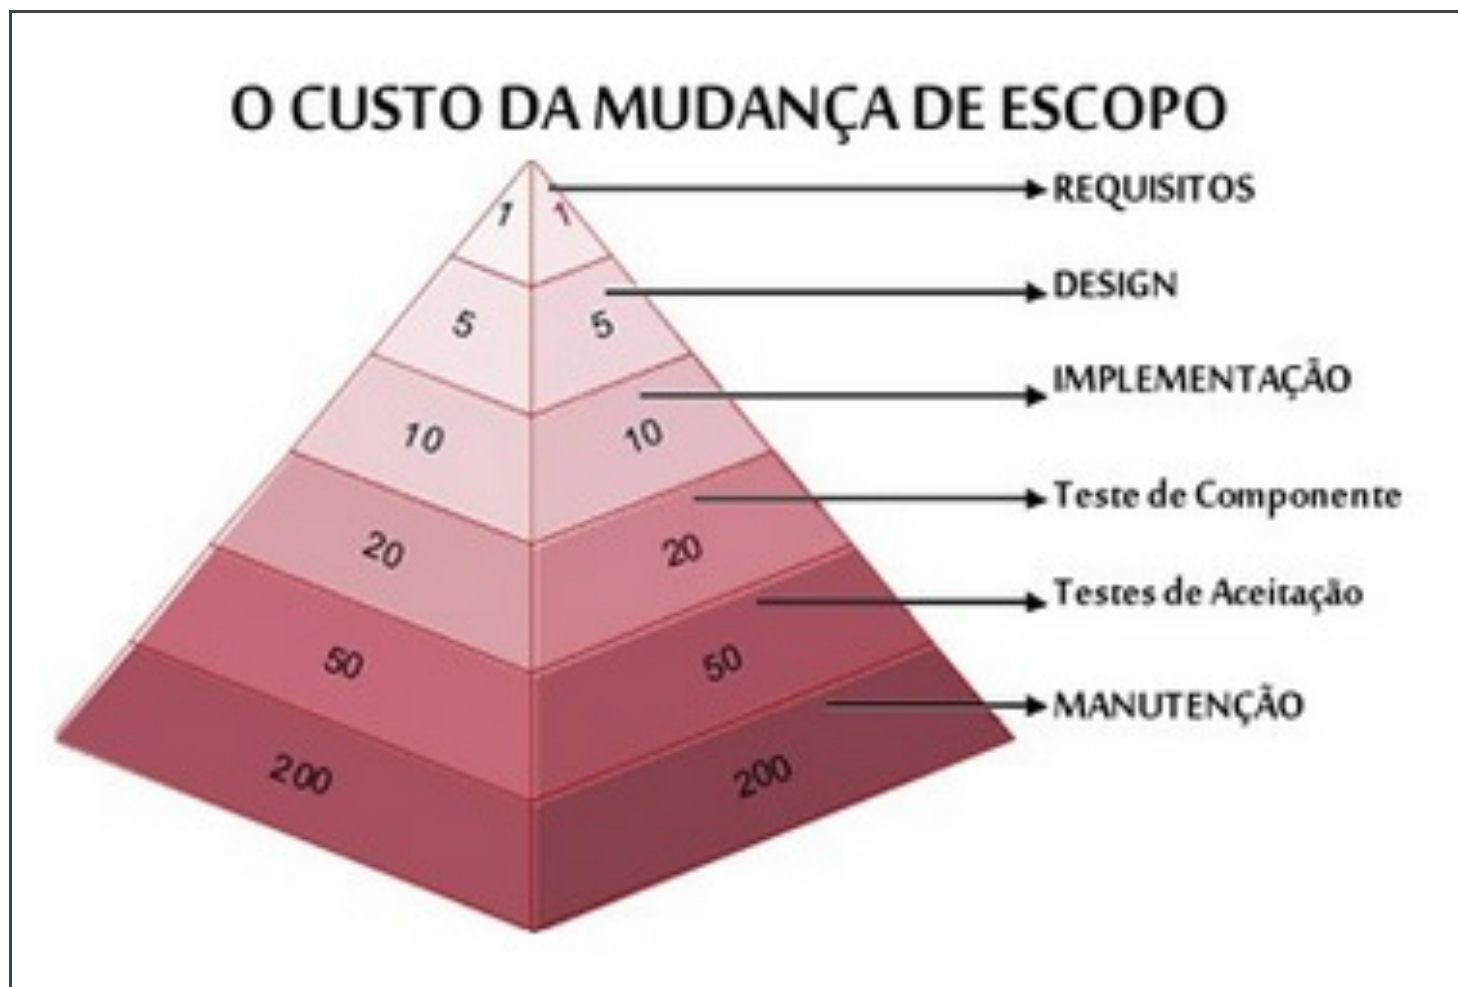 O CUSTO DA MUDANÇA DE ESCOPO
1 1 REQUISITOS
5 5 DESIGN
10 10 IMPLEMENTAÇÃO
20 20 Teste de Componente
50 50 Testes de Aceitação
200 200 MANUTENÇÃO